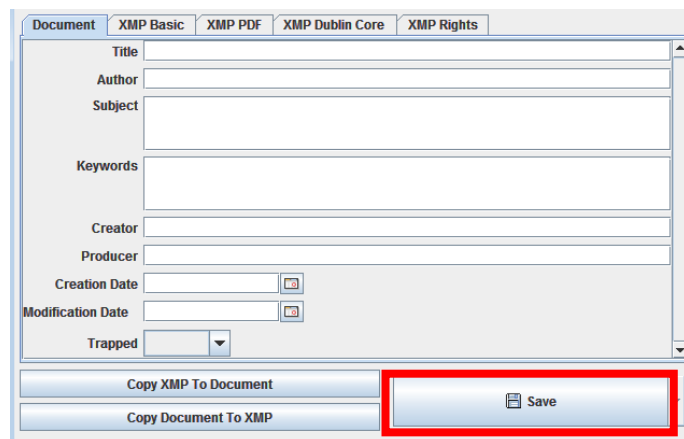 Document XMP Basic XMP PDF XMP Dublin Core XMP Rights
Title
Author
Subject
Keywords
Creator
Producer
Creation Date
Modification Date
Trapped
Copy XMP To Document
Save
Copy Document To XMP